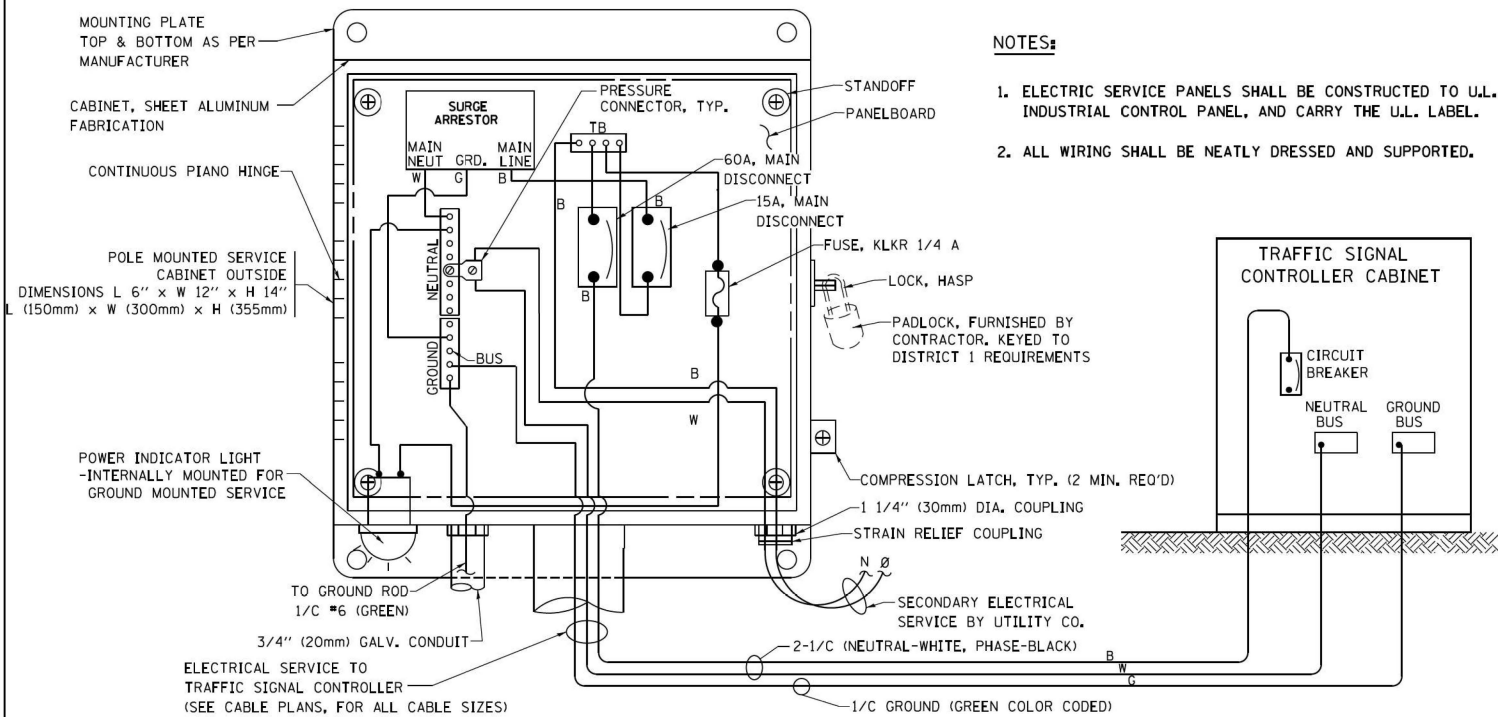 MOUNTING PLATE
TOP & BOTTOM AS PER
MANUFACTURER
CABINET, SHEET ALUMINUM
FABRICATION
CONTINUOUS PIANO HINGE
POLE MOUNTED SERVICE
CABINET OUTSIDE
DIMENSIONS L 6" x W 12" x H 14"
L (150mm) x W (300mm) x H (355mm)
POWER INDICATOR LIGHT
-INTERNALLY MOUNTED FOR
GROUND MOUNTED SERVICE
SURGE
ARRESTOR
MAIN
NEUT
GRD.
MAIN
LINE
W
G
B
PRESSURE
CONNECTOR, TYP.
TB
NEUTRAL
GROUND
BUS
B
B
B
B
W
STANDOFF
PANELBOARD
60A, MAIN
DISCONNECT
15A, MAIN
DISCONNECT
FUSE, KLKR 1/4 A
LOCK, HASP
PADLOCK, FURNISHED BY
CONTRACTOR. KEYED TO
DISTRICT 1 REQUIREMENTS
COMPRESSION LATCH, TYP. (2 MIN. REQ'D)
1 1/4" (30mm) DIA. COUPLING
STRAIN RELIEF COUPLING
N Ø
SECONDARY ELECTRICAL
SERVICE BY UTILITY CO.
TO GROUND ROD
1/C #6 (GREEN)
3/4" (20mm) GALV. CONDUIT
ELECTRICAL SERVICE TO
TRAFFIC SIGNAL CONTROLLER
(SEE CABLE PLANS, FOR ALL CABLE SIZES)
2-1/C (NEUTRAL-WHITE, PHASE-BLACK)
B
W
G
1/C GROUND (GREEN COLOR CODED)
NOTES:
1. ELECTRIC SERVICE PANELS SHALL BE CONSTRUCTED TO U.L.
INDUSTRIAL CONTROL PANEL, AND CARRY THE U.L. LABEL.
2. ALL WIRING SHALL BE NEATLY DRESSED AND SUPPORTED.
TRAFFIC SIGNAL
CONTROLLER CABINET
CIRCUIT
BREAKER
NEUTRAL
BUS
GROUND
BUS